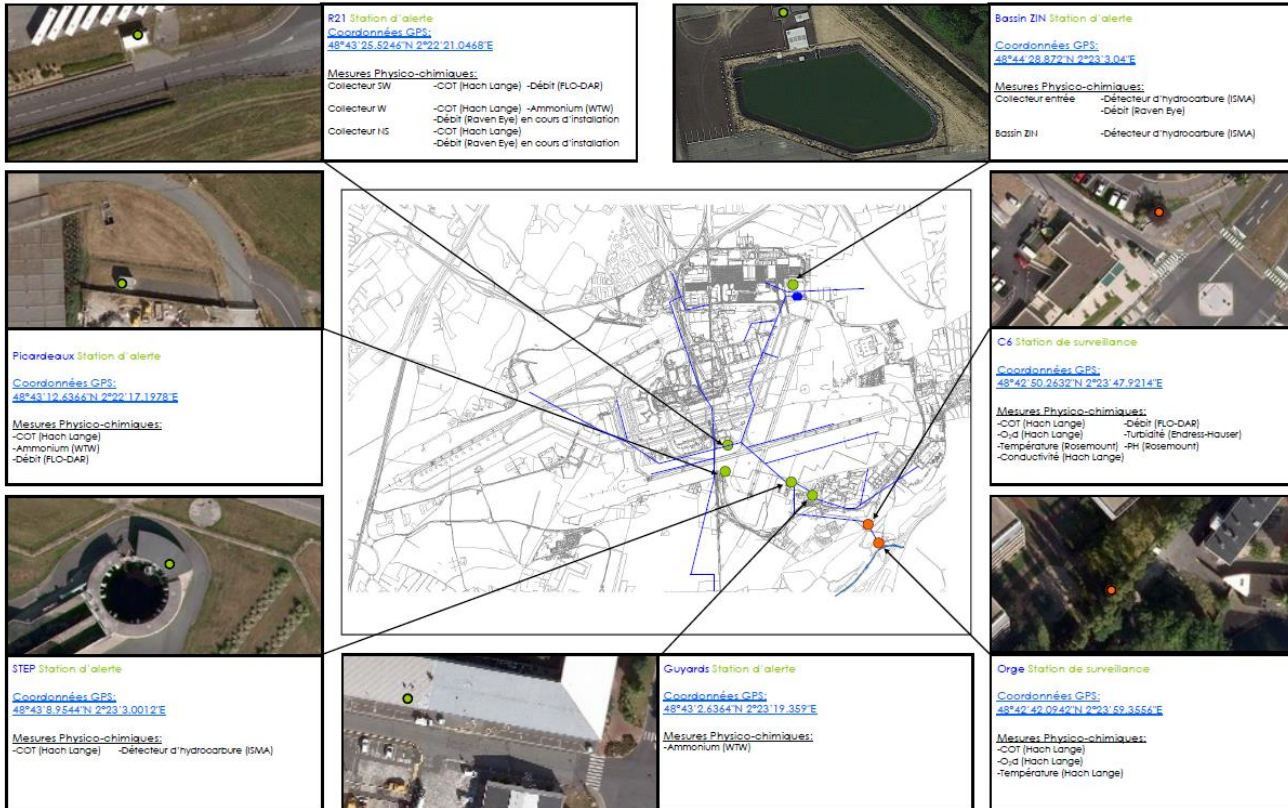 R21 Station d'alerte
Coordonnées GPS:
48°43'25.5246"N 2°22'21.0468"E
Mesures Physico-chimiques:
Collecteur SW -COT (Hach Lange) -Débit (FLO-DAR)
Collecteur W -COT (Hach Lange) -Ammonium (WTW)
-Débit (Raven Eye) en cours d'installation
Collecteur NS -COT (Hach Lange)
-Débit (Raven Eye) en cours d'installation
Bassin ZIN Station d'alerte
Coordonnées GPS:
48°44'28.872"N 2°23'3.04"E
Mesures Physico-chimiques:
Collecteur entrée -Détecteur d'hydrocarbure (ISMA)
-Débit (Raven Eye)
Bassin ZIN -Détecteur d'hydrocarbure (ISMA)
Picardeaux Station d'alerte
Coordonnées GPS:
48°43'12.6366"N 2°22'17.1978"E
Mesures Physico-chimiques:
-COT (Hach Lange)
-Ammonium (WTW)
-Débit (FLO-DAR)
C6 Station de surveillance
Coordonnées GPS:
48°42'50.2632"N 2°23'47.9214"E
Mesures Physico-chimiques:
-COT (Hach Lange) -Débit (FLO-DAR)
-O₂d (Hach Lange) -Turbidité (Endress-Hauser)
-Température (Rosemount) -PH (Rosemount)
-Conductivité (Hach Lange)
STEP Station d'alerte
Coordonnées GPS:
48°43'8.9544"N 2°23'3.0012"E
Mesures Physico-chimiques:
-COT (Hach Lange) -Détecteur d'hydrocarbure (ISMA)
Guyards Station d'alerte
Coordonnées GPS:
48°43'2.6364"N 2°23'19.359"E
Mesures Physico-chimiques:
-Ammonium (WTW)
Orge Station de surveillance
Coordonnées GPS:
48°42'42.0942"N 2°23'59.3556"E
Mesures Physico-chimiques:
-COT (Hach Lange)
-O₂d (Hach Lange)
-Température (Hach Lange)